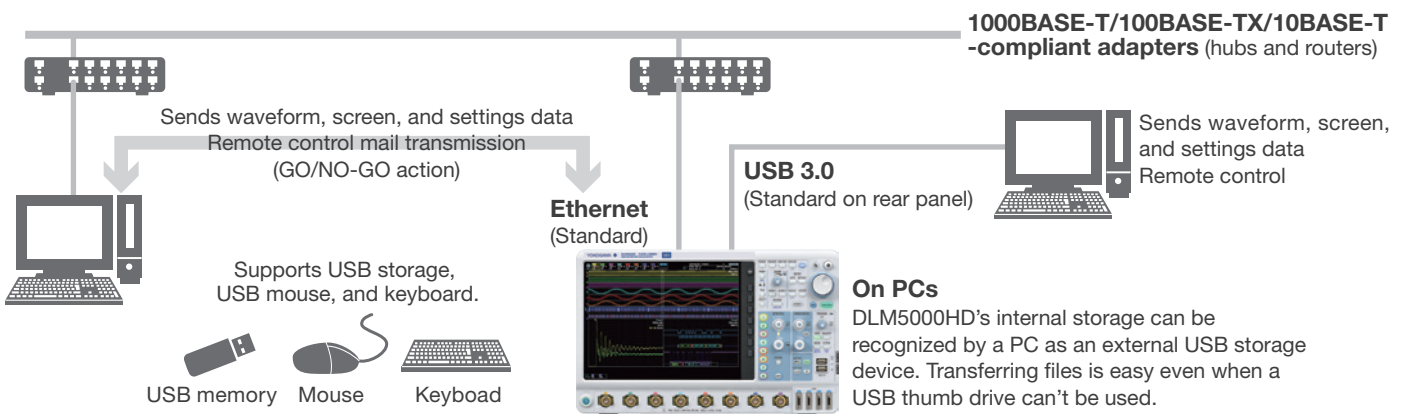 1000BASE-T/100BASE-TX/10BASE-T
-compliant adapters (hubs and routers)
Sends waveform, screen, and settings data
Remote control mail transmission
(GO/NO-GO action)
Sends waveform, screen,
and settings data
Remote control
USB 3.0
(Standard on rear panel)
Ethernet
(Standard)
Supports USB storage,
USB mouse, and keyboard.
USB memory
Mouse
Keyboad
YOKOGAWA
On PCs
DLM5000HD’s internal storage can be
recognized by a PC as an external USB storage
device. Transferring files is easy even when a
USB thumb drive can’t be used.